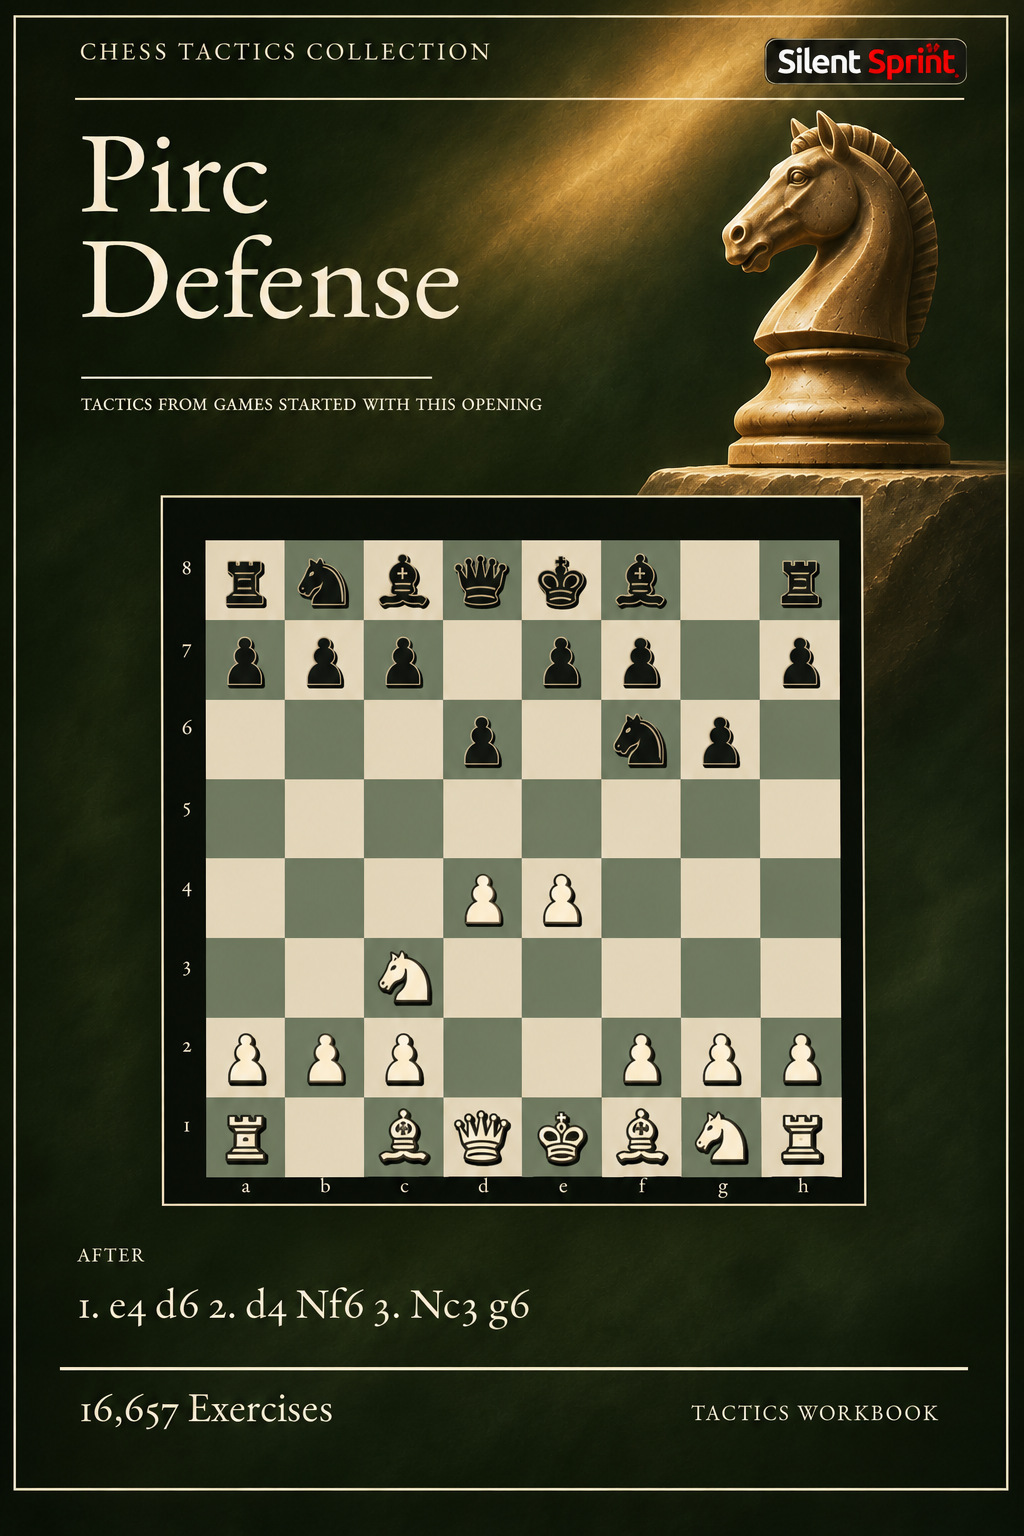 CHESS TACTICS COLLECTION
Silent Sprint
Pirc
Defense
TACTICS FROM GAMES STARTED WITH THIS OPENING
8
7
6
5
4
3
2
1
a b c d e f g h
AFTER
1. e4 d6 2. d4 Nf6 3. Nc3 g6
16,657 Exercises
TACTICS WORKBOOK